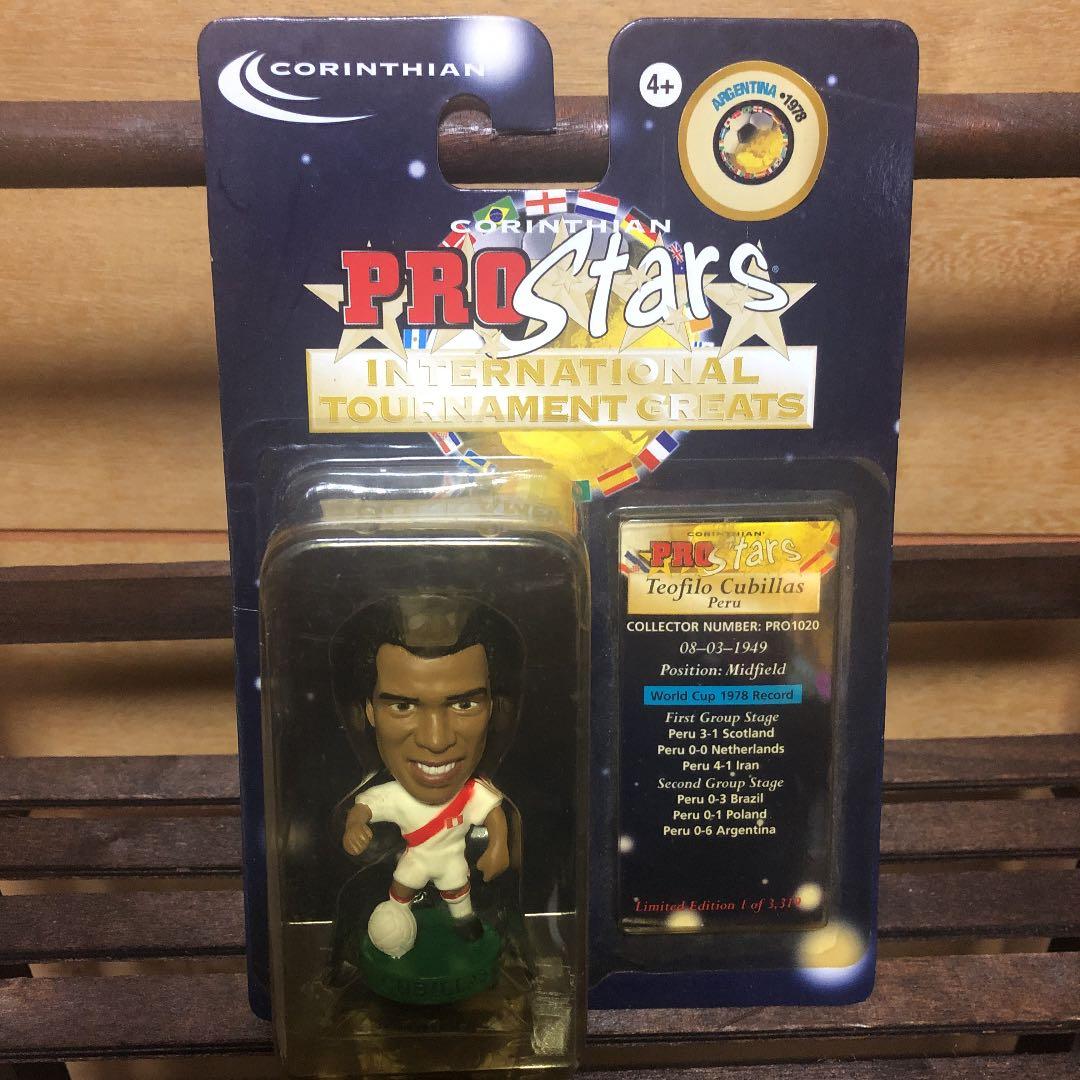 CORINTHIAN
4+
ARGENTINA • 1978
CORINTHIAN
PRO Stars
INTERNATIONAL
TOURNAMENT GREATS
CORINTHIAN
PRO Stars
Teofilo Cubillas
Peru
COLLECTOR NUMBER: PRO1020
08-03-1949
Position: Midfield
World Cup 1978 Record
First Group Stage
Peru 3-1 Scotland
Peru 0-0 Netherlands
Peru 4-1 Iran
Second Group Stage
Peru 0-3 Brazil
Peru 0-1 Poland
Peru 0-6 Argentina
Limited Edition 1 of 3,319
CUBILLAS